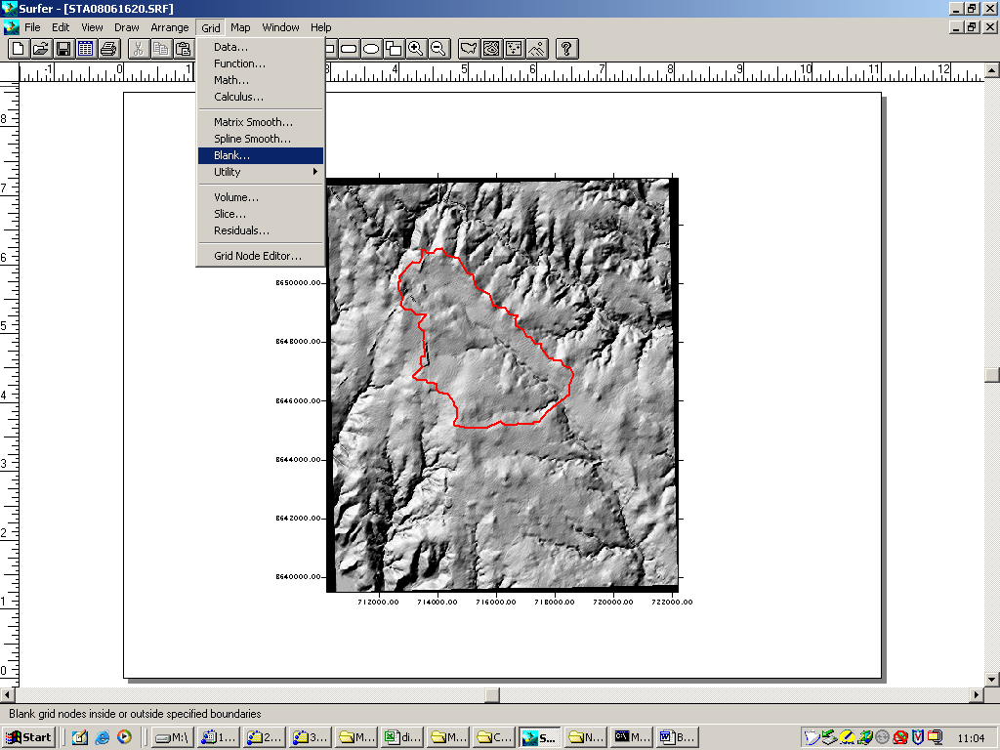 Surfer - [STA08061620.SRF]
File Edit View Draw Arrange Grid Map Window Help
Data...
Function...
Math...
Calculus...
Matrix Smooth...
Spline Smooth...
Blank...
Utility
Volume...
Slice...
Residuals...
Grid Node Editor...
-1 0 3 4 5 6 7 8 9 10 11 12
8
7
6
5
4
3
2
1
0
8650000.00
8648000.00
8646000.00
8644000.00
8642000.00
8640000.00
712000.00 714000.00 716000.00 718000.00 720000.00 722000.00
Blank grid nodes inside or outside specified boundaries
Start M:\ 1... 2... 3... M... di... M... C... S... N... M... B... 11:04